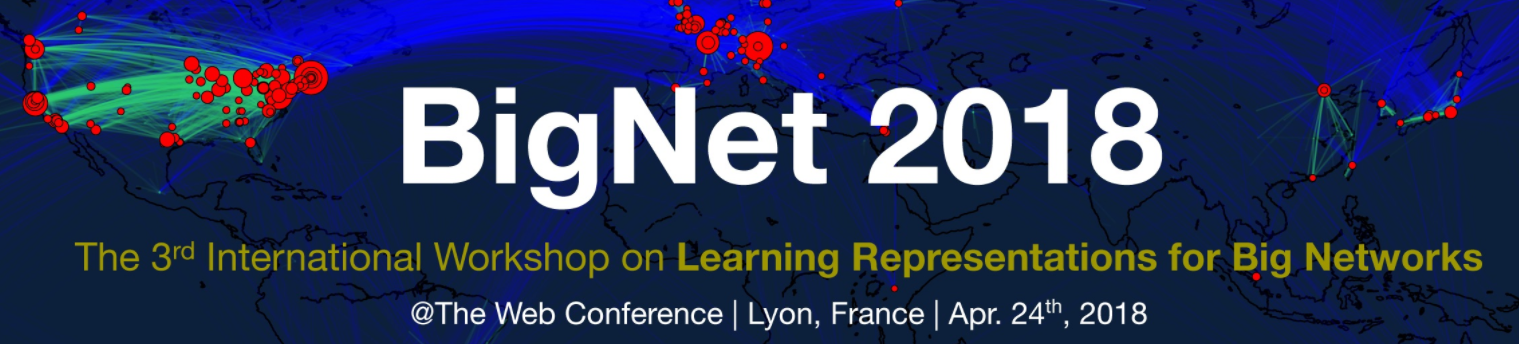 BigNet 2018
The 3rd International Workshop on Learning Representations for Big Networks
@The Web Conference | Lyon, France | Apr. 24th, 2018